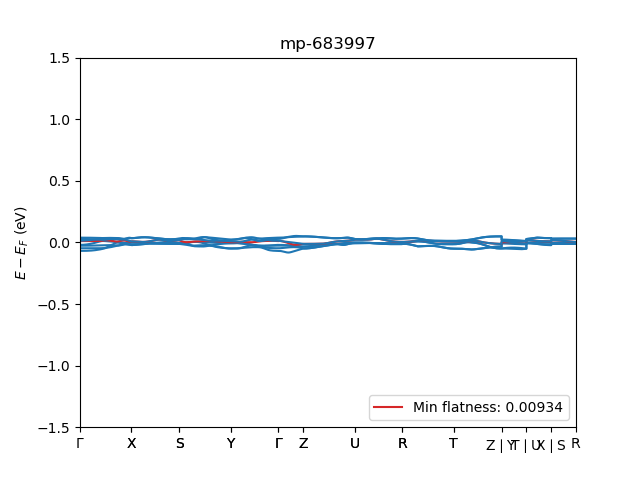 mp-683997
E − E_F (eV)
1.5
1.0
0.5
0.0
−0.5
−1.0
−1.5
Min flatness: 0.00934
Γ X S Y Γ Z U R T Z | Y T | U X | S R